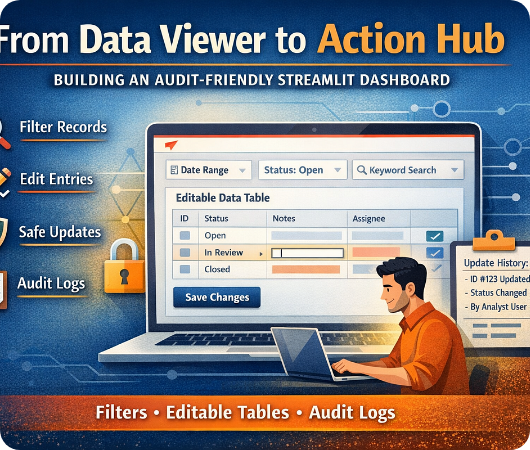 From Data Viewer to Action Hub
BUILDING AN AUDIT-FRIENDLY STREAMLIT DASHBOARD
Filter Records
Edit Entries
Safe Updates
Audit Logs
Date Range
Status: Open
Keyword Search
Editable Data Table
ID Status Notes Assignee
Open
In Review
Closed
Save Changes
Update History:
- ID #123 Updated
- Status Changed
- By Analyst User
Filters • Editable Tables • Audit Logs